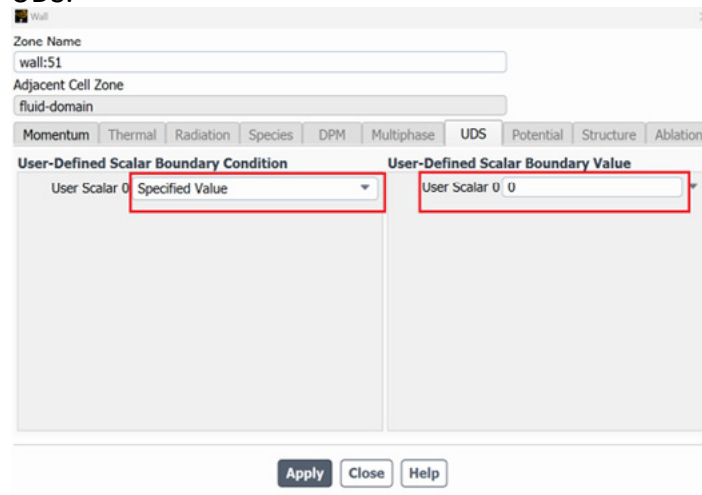 Wall
Zone Name
wall:51
Adjacent Cell Zone
fluid-domain
Momentum Thermal Radiation Species DPM Multiphase UDS Potential Structure Ablation
User-Defined Scalar Boundary Condition User-Defined Scalar Boundary Value
User Scalar 0 Specified Value User Scalar 0 0
Apply Close Help